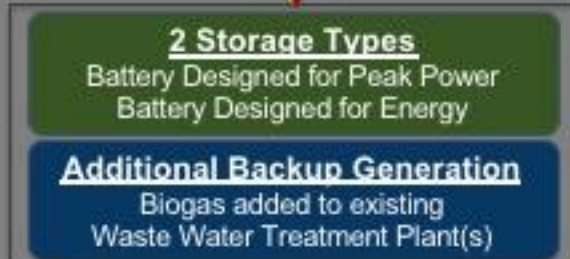 2 Storage Types
Battery Designed for Peak Power
Battery Designed for Energy
Additional Backup Generation
Biogas added to existing
Waste Water Treatment Plant(s)